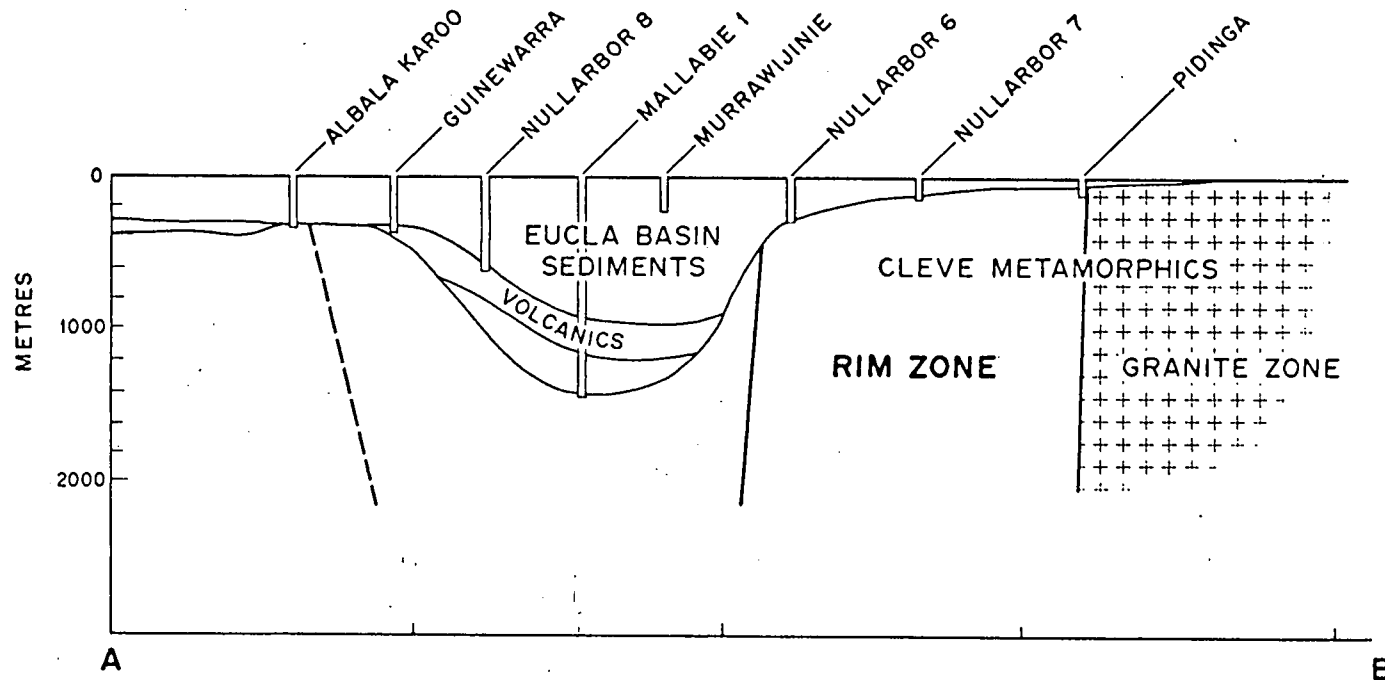 ALBALA KAROO
GUINEWARRA
NULLARBOR 8
MALLABIE 1
MURRAWIJINIE
NULLARBOR 6
NULLARBOR 7
PIDINGA
0
1000
2000
METRES
EUCLA BASIN
SEDIMENTS
VOLCANICS
CLEVE METAMORPHICS
RIM ZONE
GRANITE ZONE
A
B